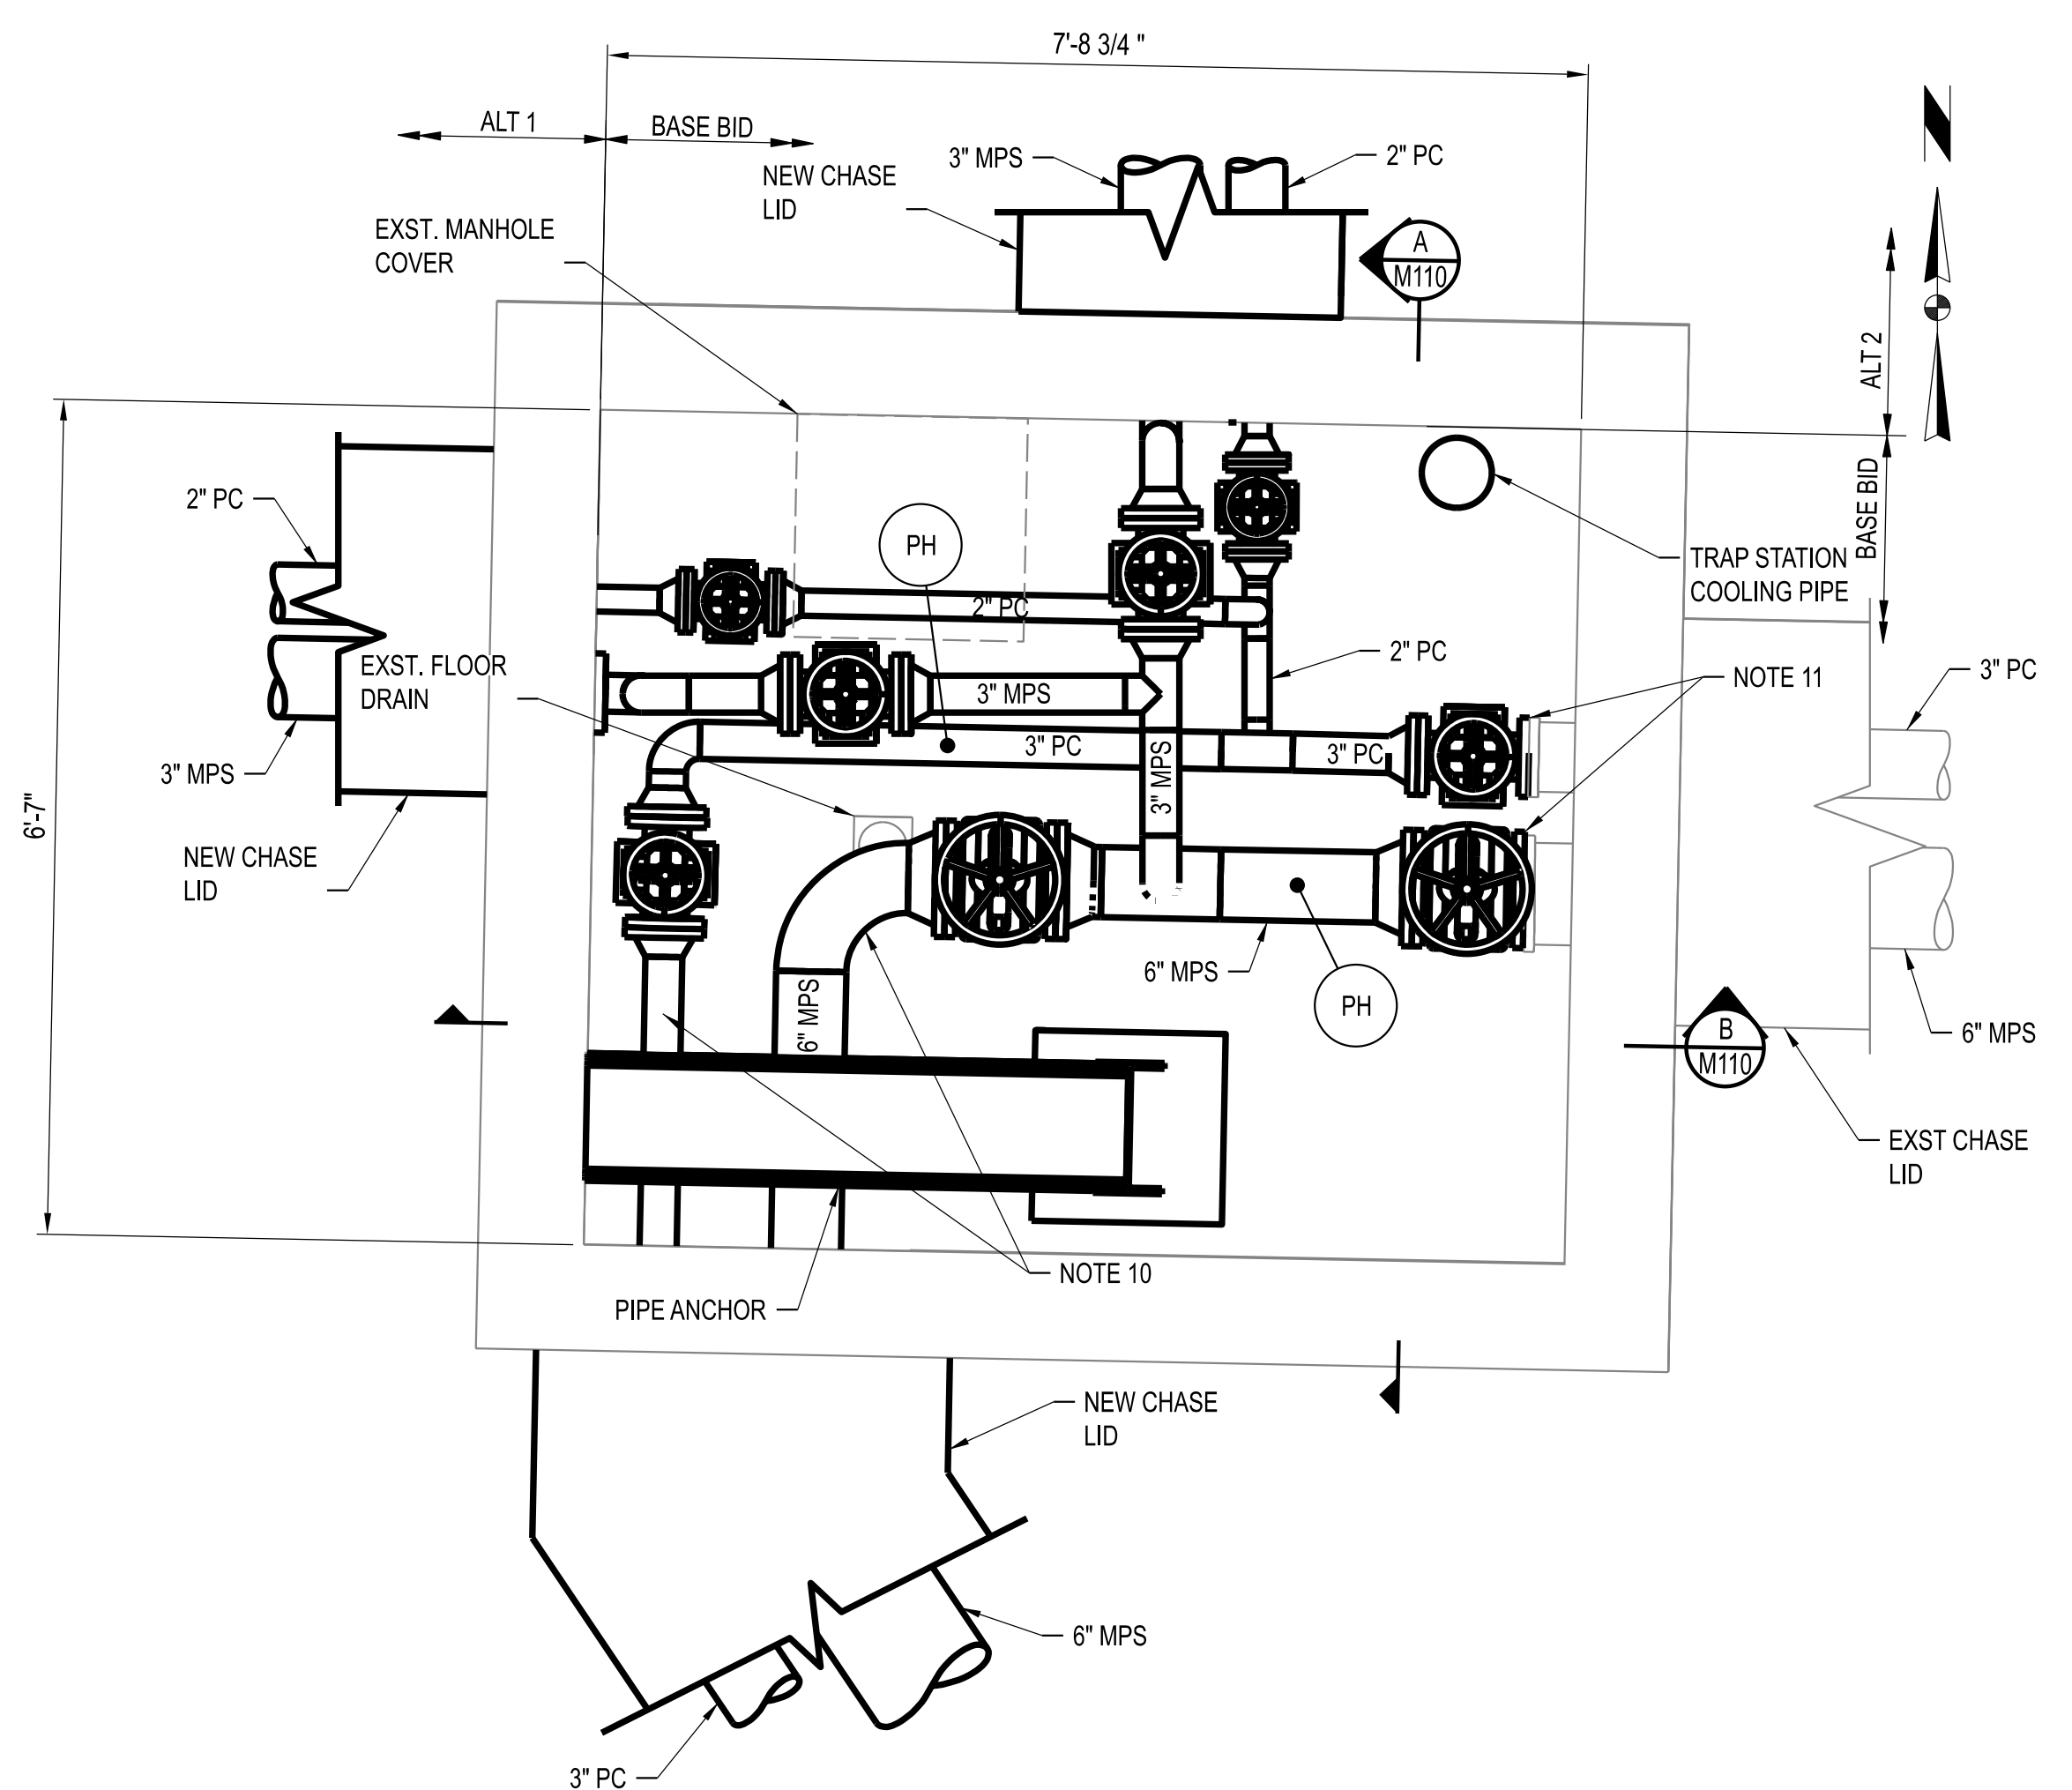 7'-8 3/4 "
ALT 1
BASE BID
3" MPS
2" PC
NEW CHASE
LID
N
EXST. MANHOLE
COVER
A
M110
ALT 2
2" PC
BASE BID
PH
TRAP STATION
COOLING PIPE
2" PC
2" PC
EXST. FLOOR
DRAIN
3" MPS
NOTE 11
3" PC
3" PC
3" PC
3" MPS
3" MPS
6'-7"
NEW CHASE
LID
6" MPS
6" MPS
PH
B
M110
6" MPS
EXST CHASE
LID
NOTE 10
PIPE ANCHOR
NEW CHASE
LID
6" MPS
3" PC